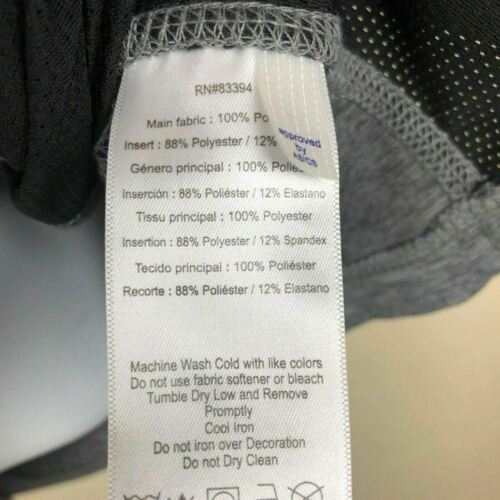 RN#83394
Main fabric : 100% Po
Insert : 88% Polyester / 12%
approved
by
ASICS
Género principal : 100% Polie
Inserción : 88% Poliéster / 12% Elastano
Tissu principal : 100% Polyester
Insertion : 88% Polyester / 12% Spandex
Tecido principal : 100% Poliéster
Recorte : 88% Poliéster / 12% Elastano
Machine Wash Cold with like colors
Do not use fabric softener or bleach
Tumble Dry Low and Remove
Promptly
Cool Iron
Do not iron over Decoration
Do not Dry Clean